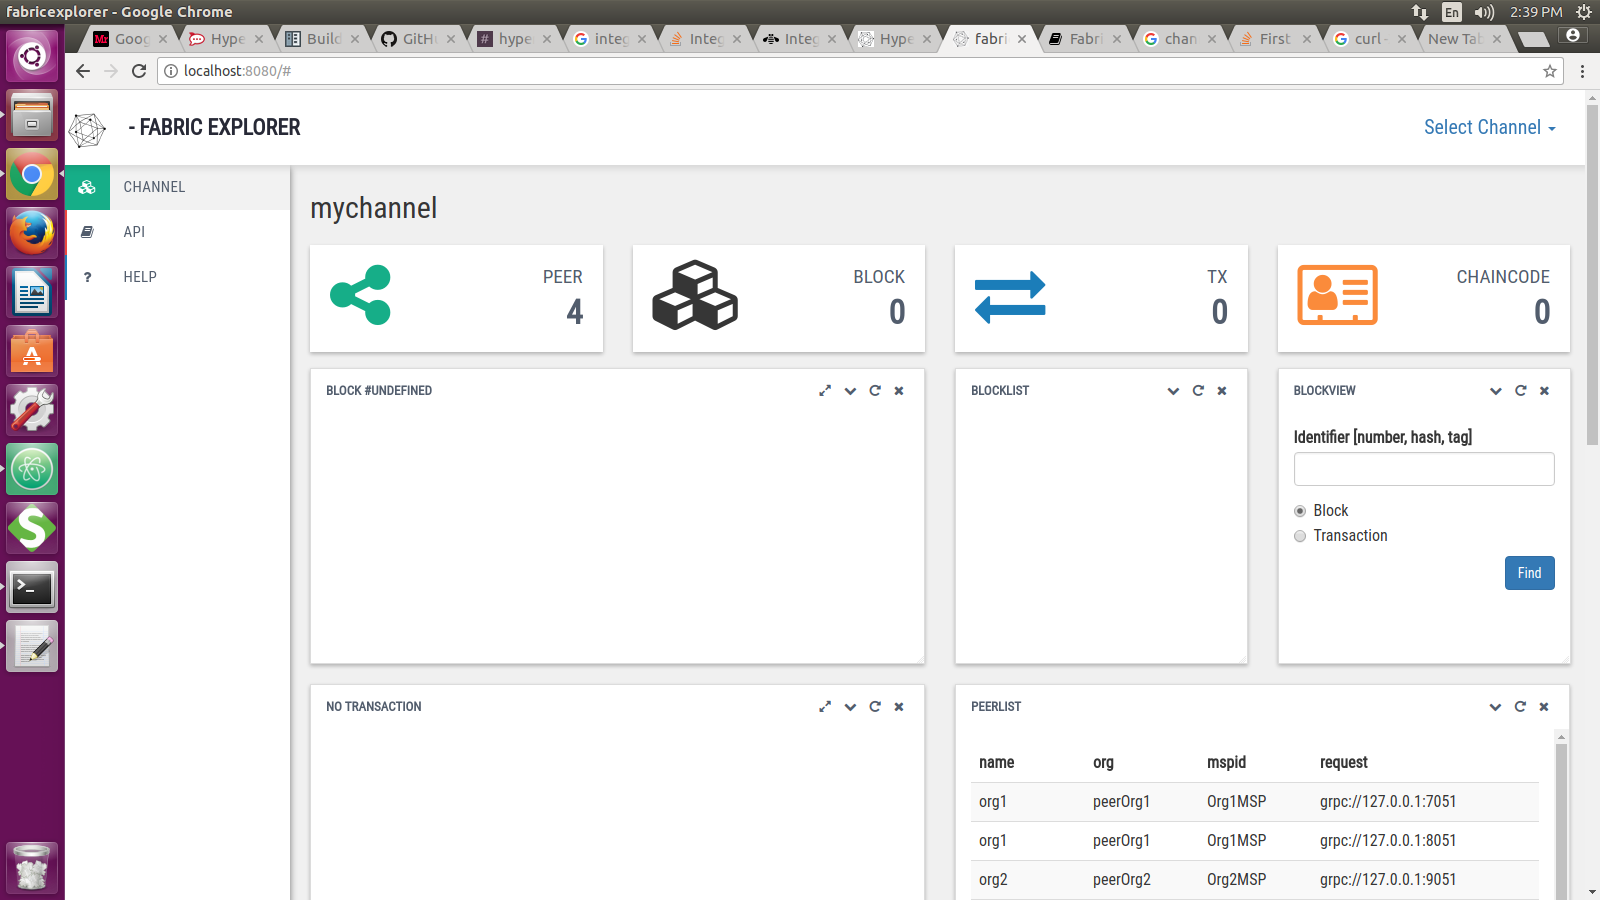 fabricexplorer - Google Chrome
En
2:39 PM
Goog
Hype
Build
GitHu
hype
integ
Integ
Integ
Hype
fabri
Fabri
chan
First
curl -
New Tab
localhost:8080/#
- FABRIC EXPLORER
Select Channel
CHANNEL
API
HELP
mychannel
PEER
4
BLOCK
0
TX
0
CHAINCODE
0
BLOCK #UNDEFINED
BLOCKLIST
BLOCKVIEW
Identifier [number, hash, tag]
Block
Transaction
Find
NO TRANSACTION
PEERLIST
name org mspid request
org1 peerOrg1 Org1MSP grpc://127.0.0.1:7051
org1 peerOrg1 Org1MSP grpc://127.0.0.1:8051
org2 peerOrg2 Org2MSP grpc://127.0.0.1:9051